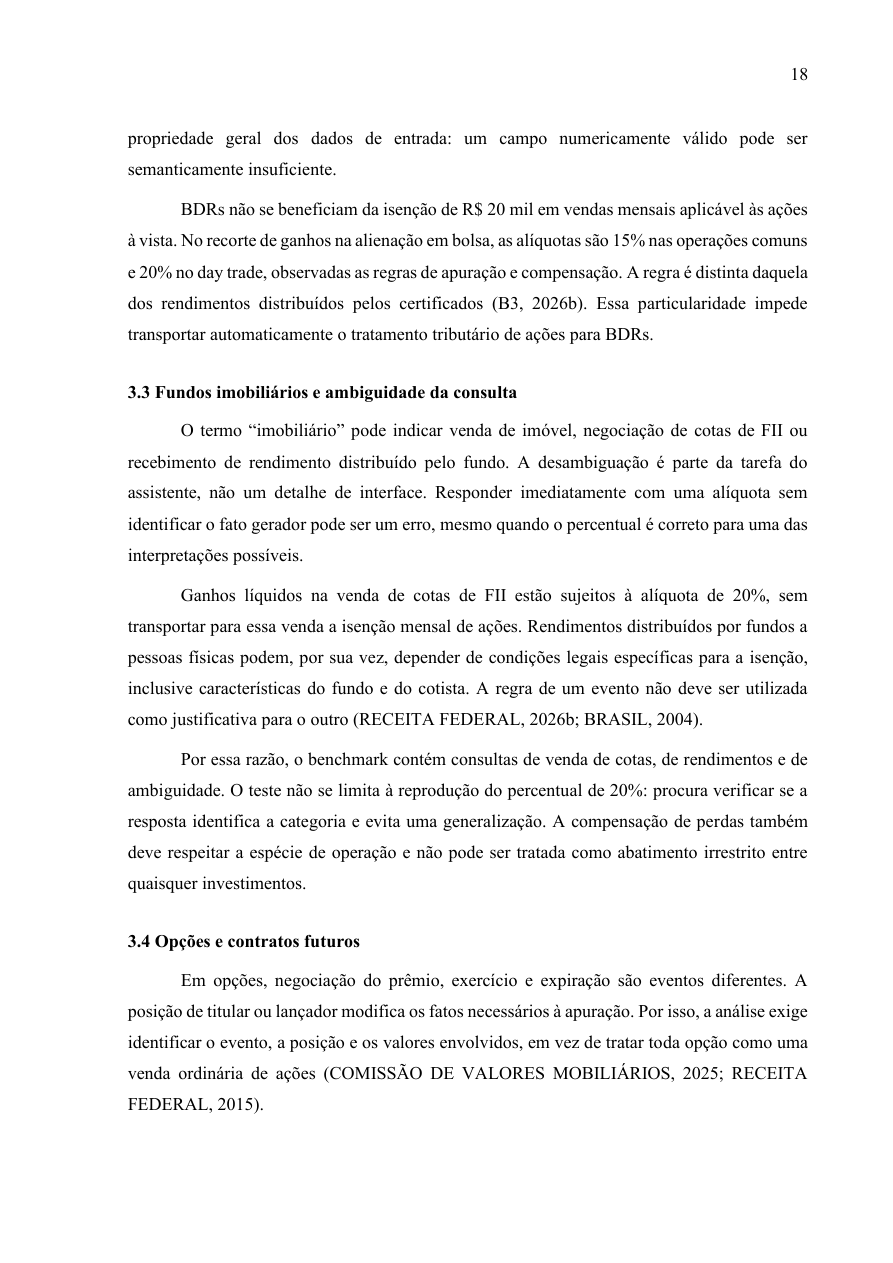 18
propriedade geral dos dados de entrada: um campo numericamente válido pode ser
semanticamente insuficiente.
BDRs não se beneficiam da isenção de R$ 20 mil em vendas mensais aplicável às ações
à vista. No recorte de ganhos na alienação em bolsa, as alíquotas são 15% nas operações comuns
e 20% no day trade, observadas as regras de apuração e compensação. A regra é distinta daquela
dos rendimentos distribuídos pelos certificados (B3, 2026b). Essa particularidade impede
transportar automaticamente o tratamento tributário de ações para BDRs.
3.3 Fundos imobiliários e ambiguidade da consulta
O termo “imobiliário” pode indicar venda de imóvel, negociação de cotas de FII ou
recebimento de rendimento distribuído pelo fundo. A desambiguação é parte da tarefa do
assistente, não um detalhe de interface. Responder imediatamente com uma alíquota sem
identificar o fato gerador pode ser um erro, mesmo quando o percentual é correto para uma das
interpretações possíveis.
Ganhos líquidos na venda de cotas de FII estão sujeitos à alíquota de 20%, sem
transportar para essa venda a isenção mensal de ações. Rendimentos distribuídos por fundos a
pessoas físicas podem, por sua vez, depender de condições legais específicas para a isenção,
inclusive características do fundo e do cotista. A regra de um evento não deve ser utilizada
como justificativa para o outro (RECEITA FEDERAL, 2026b; BRASIL, 2004).
Por essa razão, o benchmark contém consultas de venda de cotas, de rendimentos e de
ambiguidade. O teste não se limita à reprodução do percentual de 20%: procura verificar se a
resposta identifica a categoria e evita uma generalização. A compensação de perdas também
deve respeitar a espécie de operação e não pode ser tratada como abatimento irrestrito entre
quaisquer investimentos.
3.4 Opções e contratos futuros
Em opções, negociação do prêmio, exercício e expiração são eventos diferentes. A
posição de titular ou lançador modifica os fatos necessários à apuração. Por isso, a análise exige
identificar o evento, a posição e os valores envolvidos, em vez de tratar toda opção como uma
venda ordinária de ações (COMISSÃO DE VALORES MOBILIÁRIOS, 2025; RECEITA
FEDERAL, 2015).